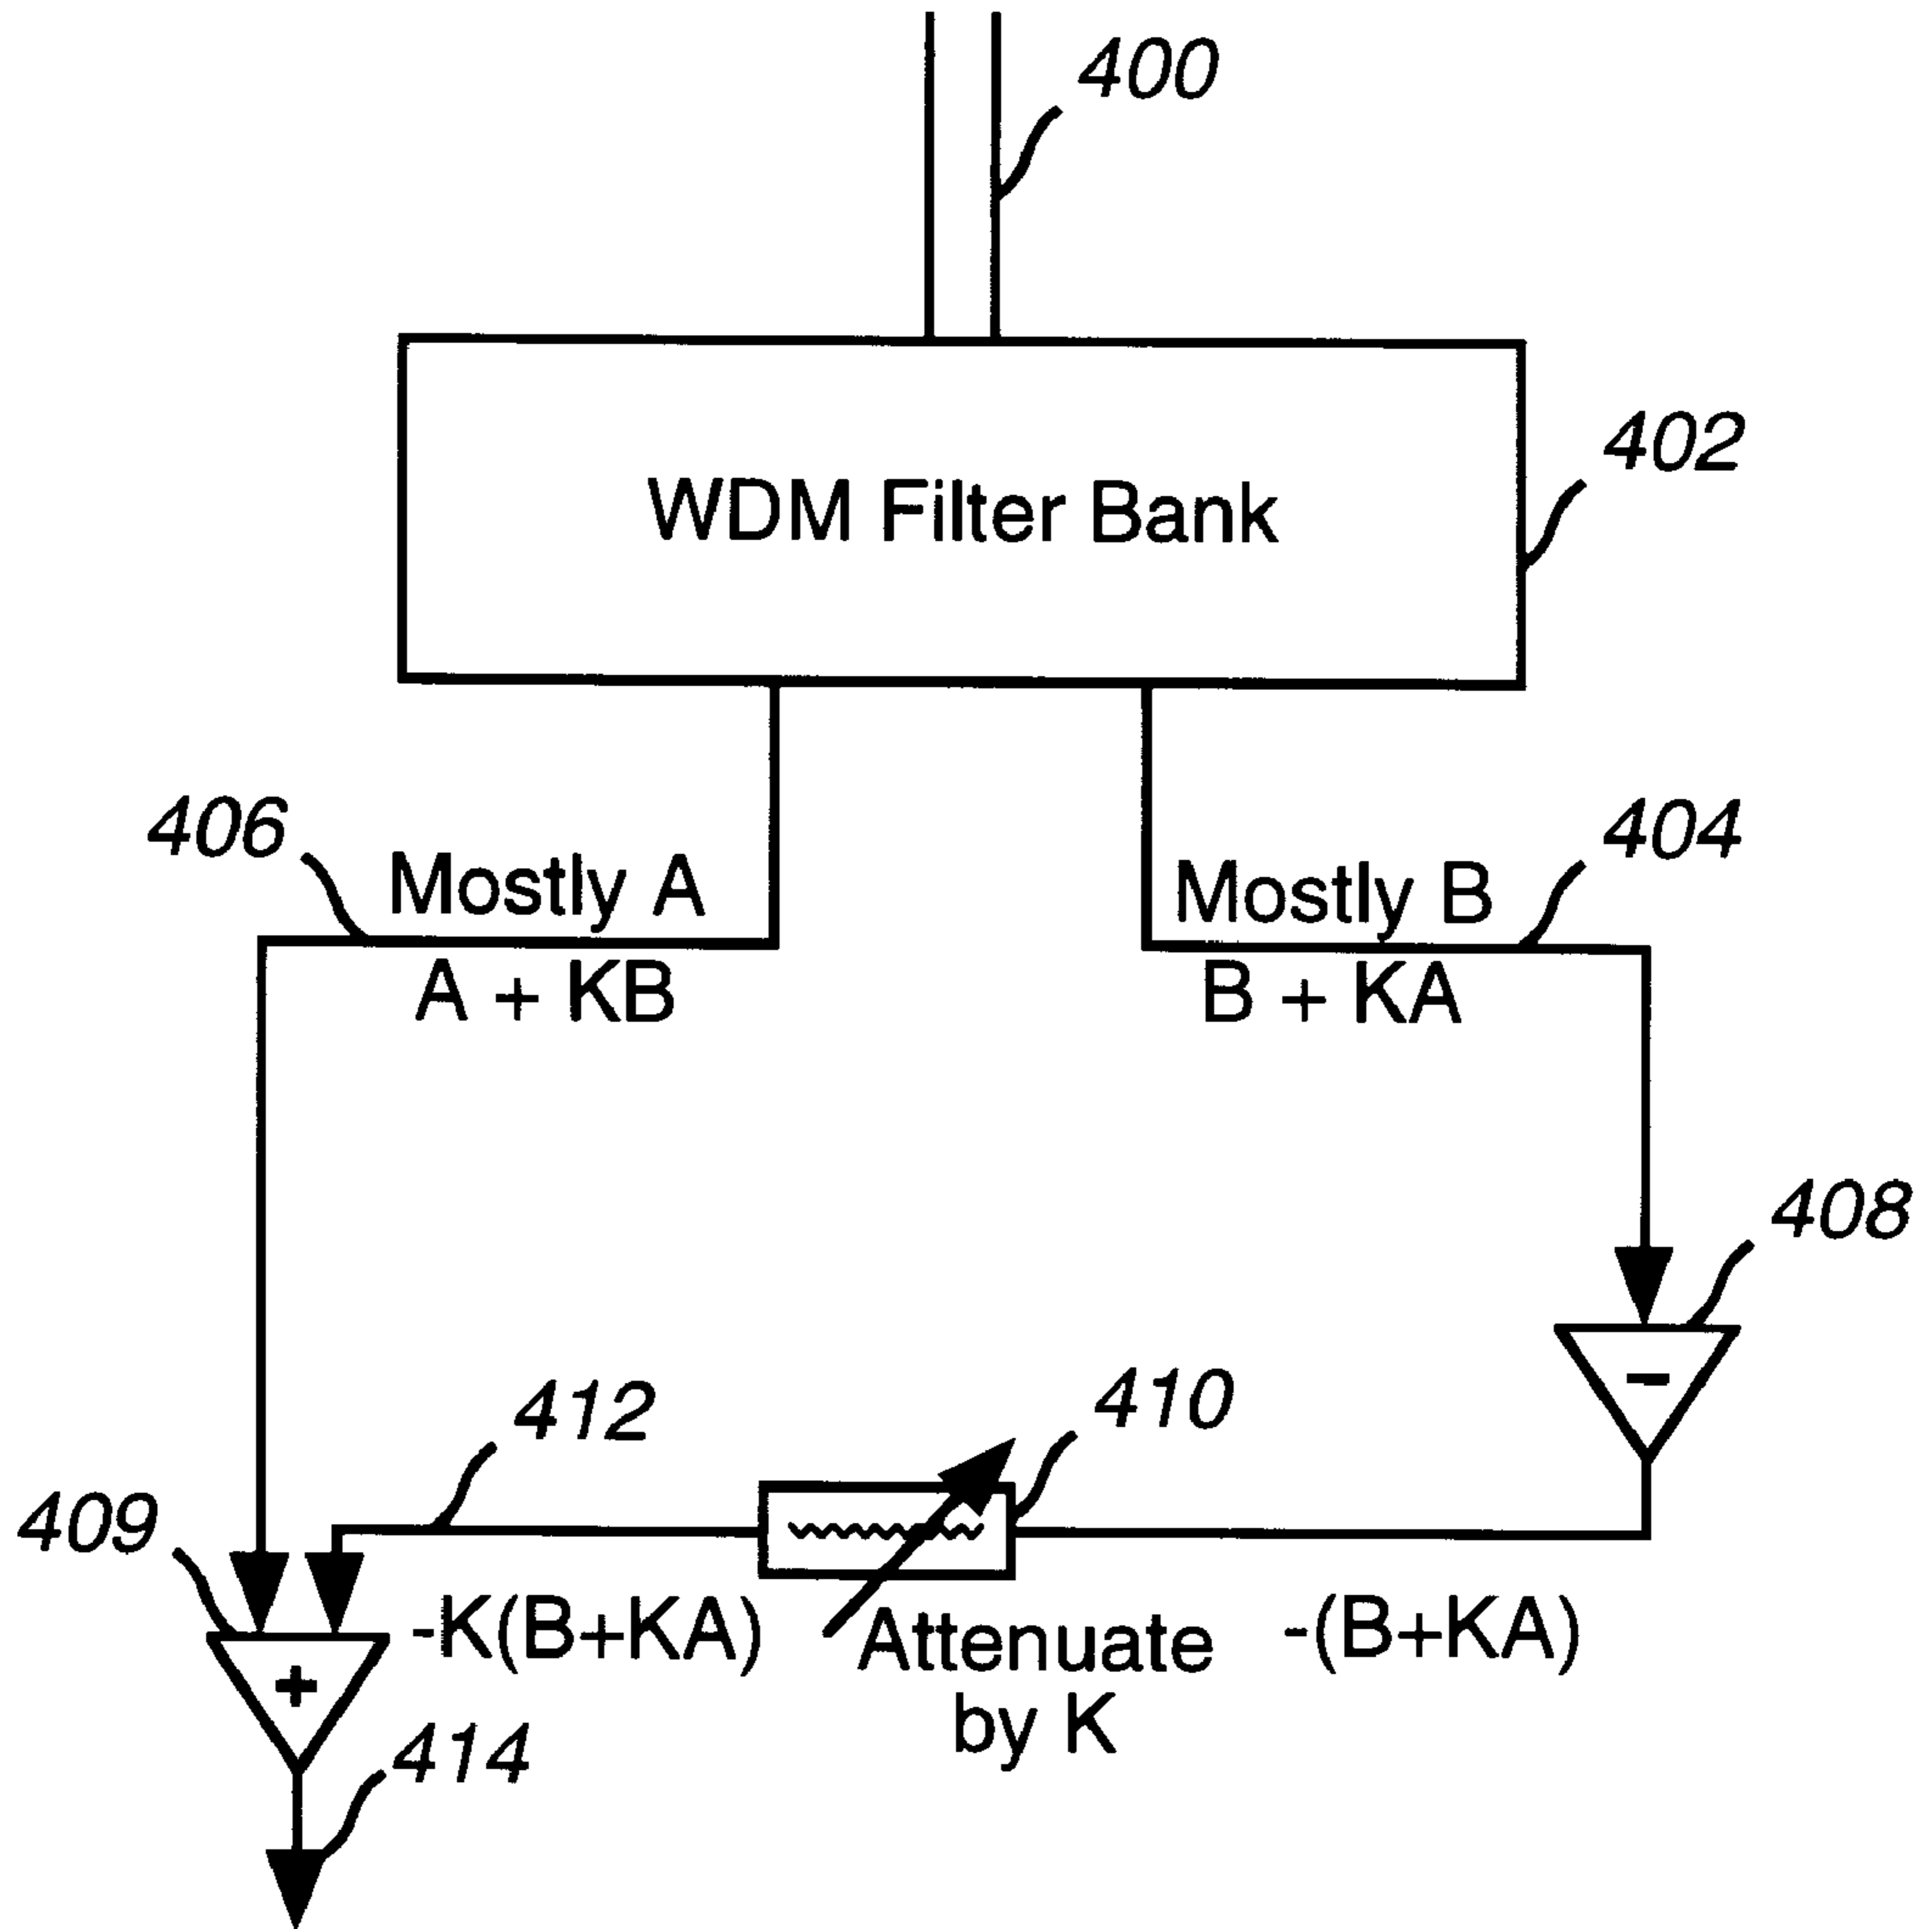 400
402
WDM Filter Bank
406
404
Mostly A
Mostly B
A + KB
B + KA
408
412
410
409
-K(B+KA)
Attenuate
by K
-(B+KA)
-
+
414